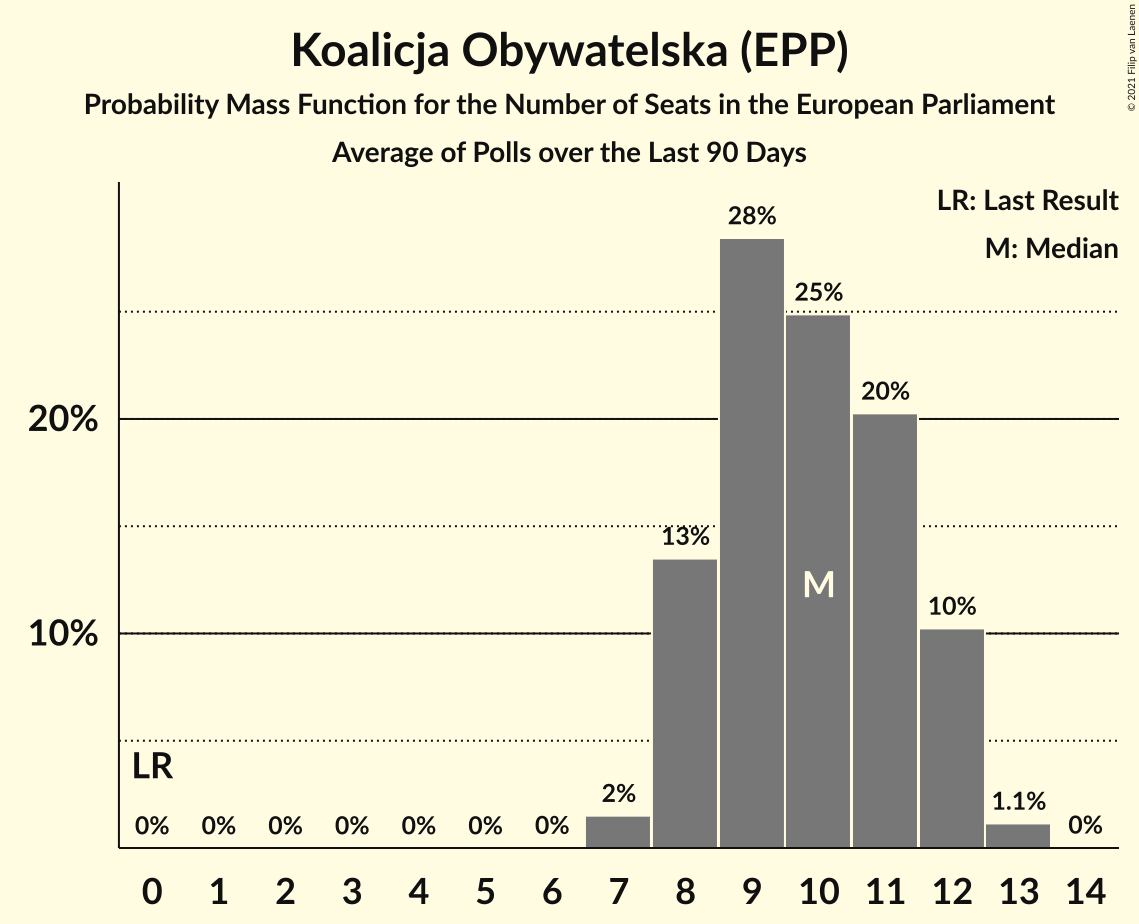 Koalicja Obywatelska (EPP)
Probability Mass Function for the Number of Seats in the European Parliament
Average of Polls over the Last 90 Days
© 2021 Filip van Laenen
LR: Last Result
M: Median
28%
25%
20%
20%
13%
M
10%
10%
LR
2%
1.1%
0% 0% 0% 0% 0% 0% 0% 0%
0 1 2 3 4 5 6 7 8 9 10 11 12 13 14